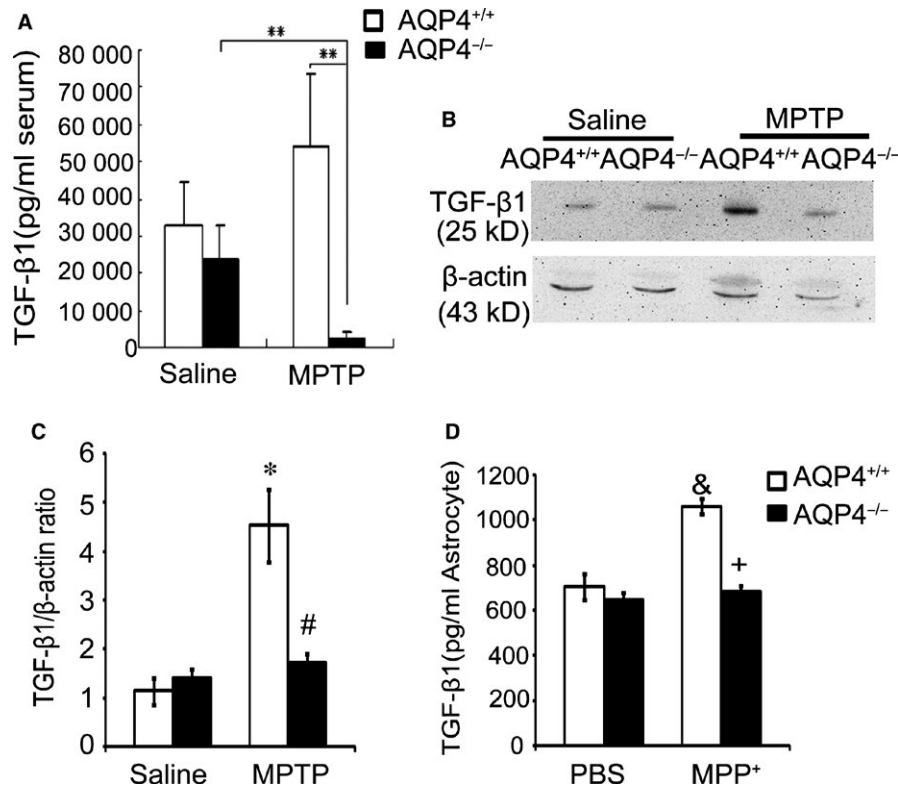 A
AQP4+/+
AQP4−/−
**
**
TGF-β1(pg/ml serum)
80 000
70 000
60 000
50 000
40 000
30 000
20 000
10 000
0
Saline MPTP
B
Saline MPTP
AQP4+/+ AQP4−/− AQP4+/+ AQP4−/−
TGF-β1
(25 kD)
β-actin
(43 kD)
C
TGF-β1/β-actin ratio
6
5
4
3
2
1
0
*
#
Saline MPTP
D
AQP4+/+
AQP4−/−
TGF-β1(pg/ml Astrocyte)
1200
1000
800
600
400
200
0
&
+
PBS MPP+